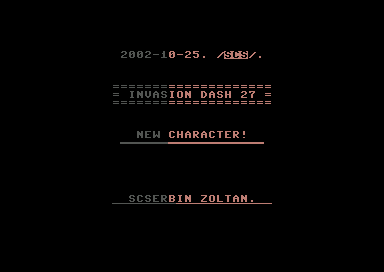 2002-10-25. /SCS/.
====================
= INVASION DASH 27 =
====================
NEW CHARACTER!
SCSERBIN ZOLTAN.